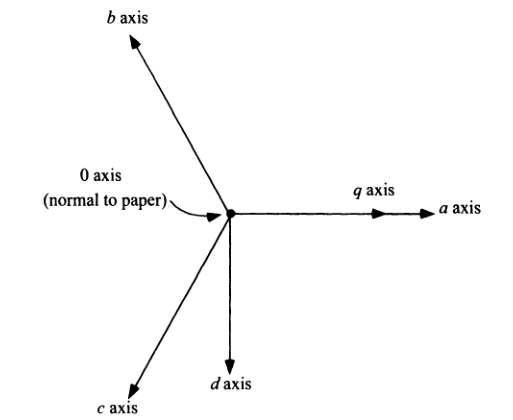 b axis
0 axis
(normal to paper)
q axis
a axis
d axis
c axis